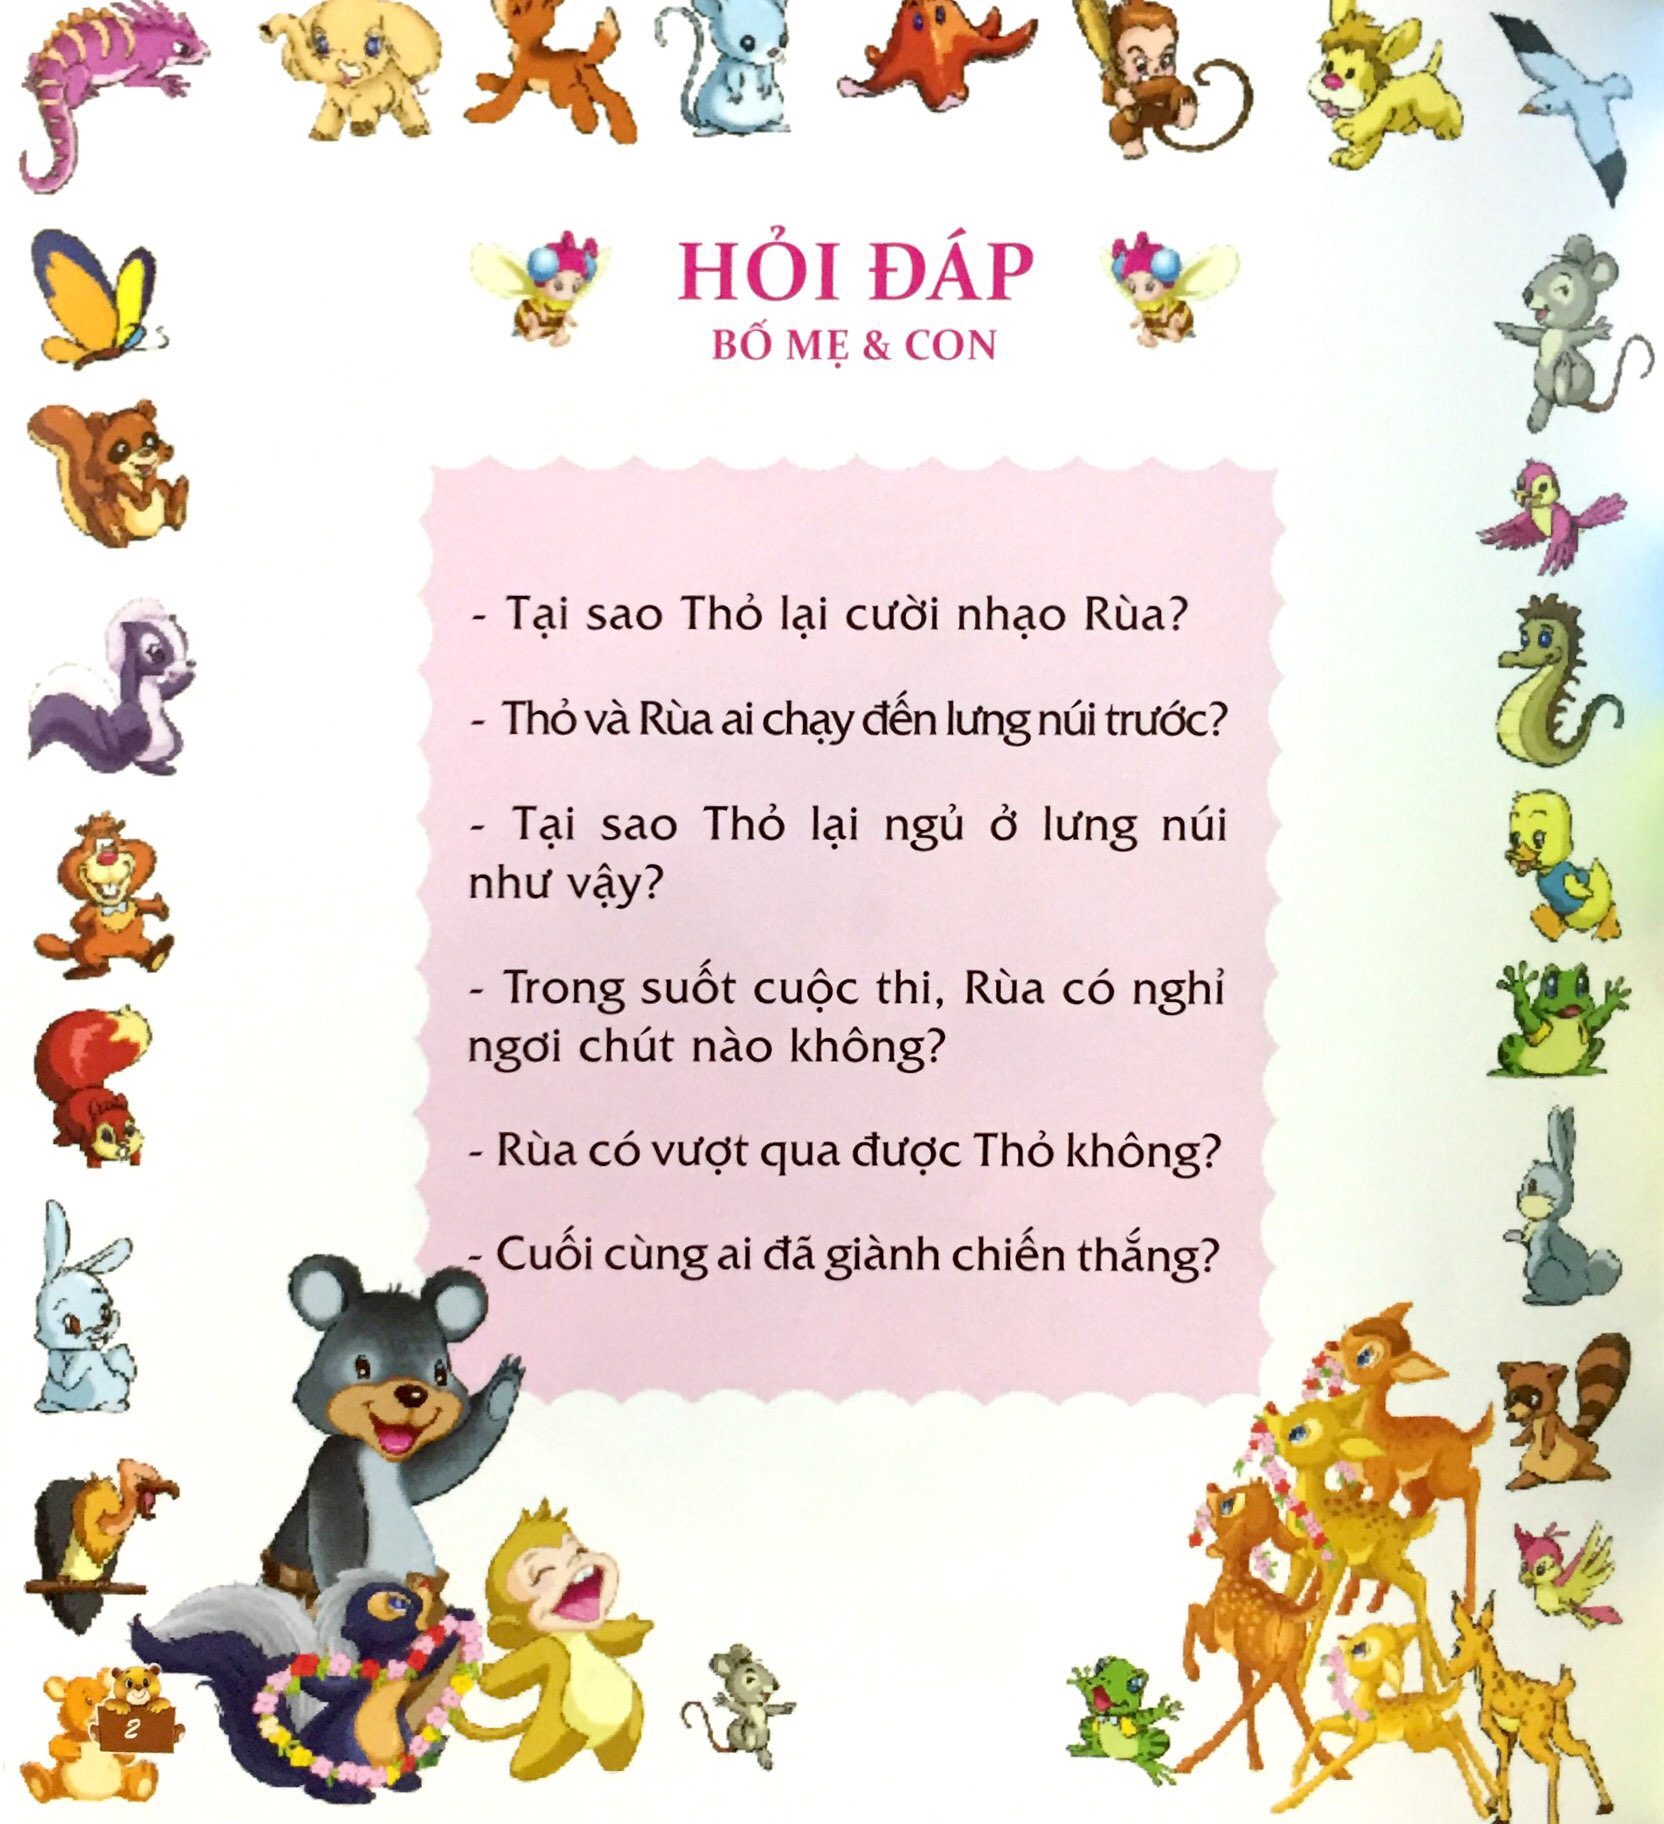 HỎI ĐÁP
BỐ MẸ & CON
- Tại sao Thỏ lại cười nhạo Rùa?
- Thỏ và Rùa ai chạy đến lưng núi trước?
- Tại sao Thỏ lại ngủ ở lưng núi
như vậy?
- Trong suốt cuộc thi, Rùa có nghỉ
ngơi chút nào không?
- Rùa có vượt qua được Thỏ không?
- Cuối cùng ai đã giành chiến thắng?
2